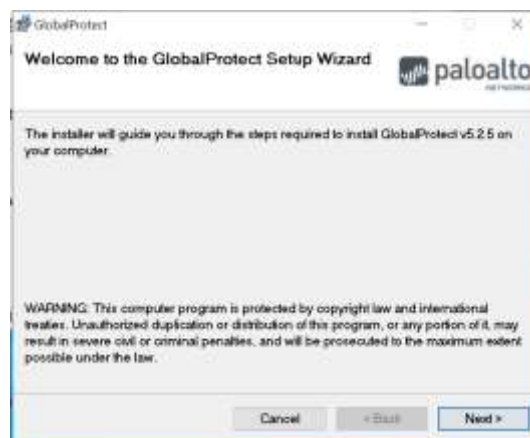 GlobalProtect
Welcome to the GlobalProtect Setup Wizard
paloalto
NETWORKS
The installer will guide you through the steps required to install GlobalProtect v5.2.5 on
your computer.
WARNING: This computer program is protected by copyright law and international
treaties. Unauthorized duplication or distribution of this program, or any portion of it, may
result in severe civil or criminal penalties, and will be prosecuted to the maximum extent
possible under the law.
Cancel
< Back
Next >